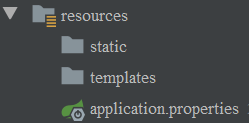 resources
static
templates
application.properties